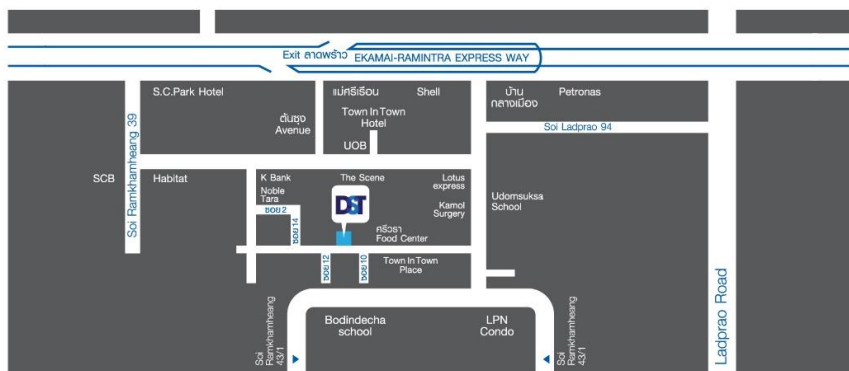 Exit ลาดพร้าว EKAMAI-RAMINTRA EXPRESS WAY
S.C.Park Hotel
แม่ศรีเรือน
Shell
บ้าน
กลางเมือง
Petronas
ตันซุง
Avenue
Town In Town
Hotel
UOB
Soi Ladprao 94
Soi Ramkhamheang 39
SCB
Habitat
K Bank
Noble
Tara
ซอย 2
ซอย 14
The Scene
DST
Lotus
express
Kamol
Surgery
ศรีวรา
Food Center
Udomsuksa
School
ซอย 12
ซอย 10
Town In Town
Place
Bodindecha
school
LPN
Condo
Soi
Ramkhamheang
43/1
Soi
Ramkhamheang
43/1
Ladprao Road